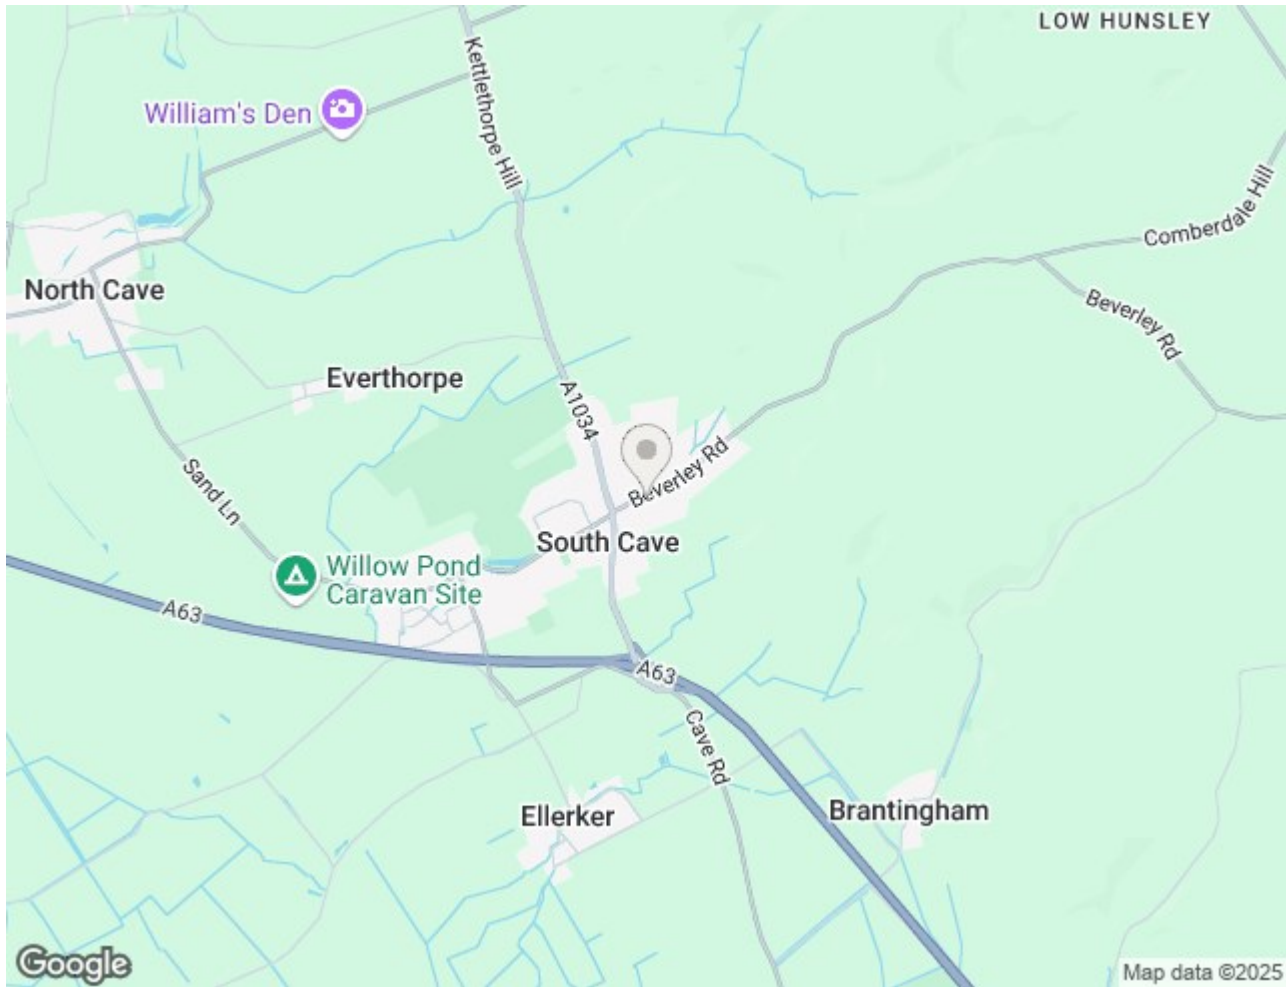 LOW HUNSLEY
Kettlethorpe Hill
William's Den
Comberdale Hill
North Cave
Beverley Rd
Everthorpe
A1034
Beverley Rd
Sand Ln
South Cave
Willow Pond
Caravan Site
A63
A63
Cave Rd
Ellerker
Brantingham
Google
Map data ©2025